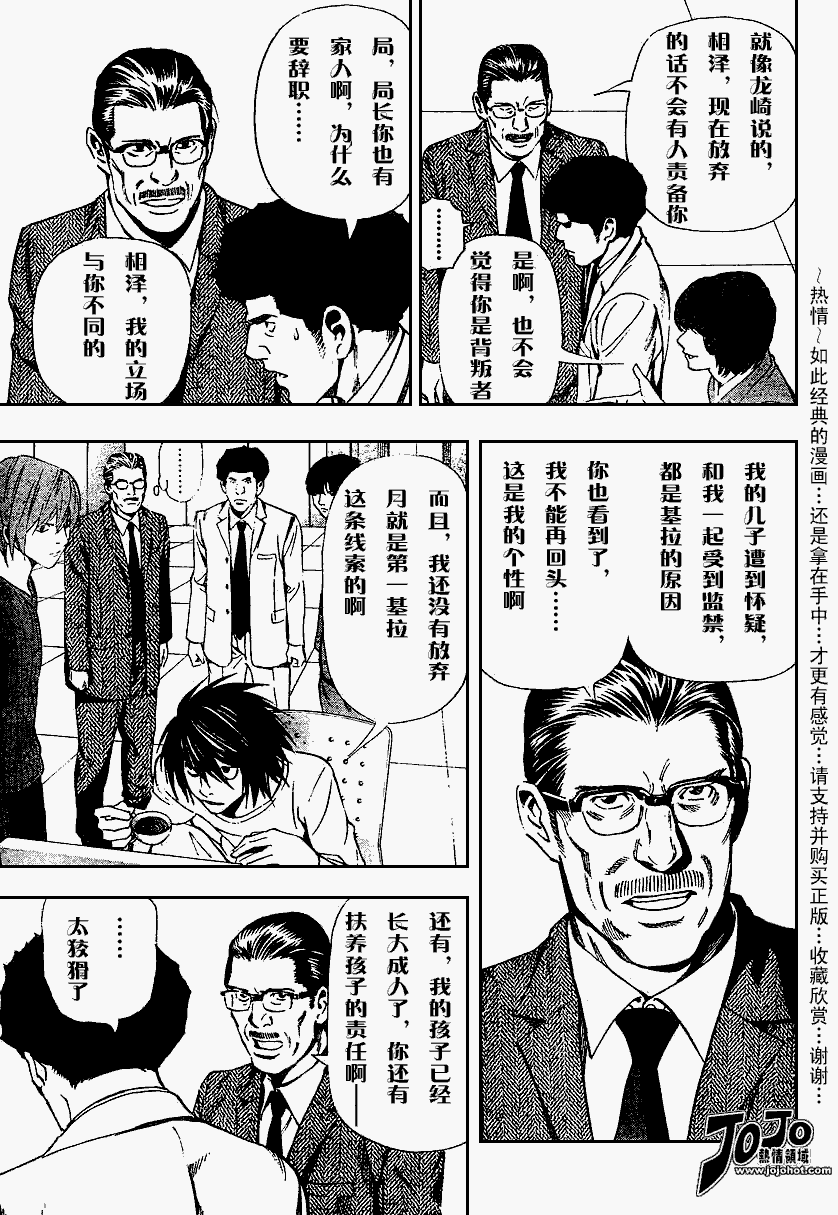 就像龙崎说的，
相泽，现在放弃
的话不会有人责备你
……
是啊，也不会
觉得你是背叛者
局，局长你也有
家人啊，为什么
要辞职……
相泽，我的立场
与你不同的
我的儿子遭到怀疑，
和我一起受到监禁，
都是基拉的原因
你也看到了，
我不能再回头……
这是我的个性啊
而且，我还没有放弃
月就是第一基拉
这条线索的啊
……
还有，我的孩子已经
长大成人了，你还有
扶养孩子的责任啊——
……
太狡猾了
～热情～如此经典的漫画…还是拿在手中…才更有感觉…请支持并购买正版…收藏欣赏…谢谢…
JOJO
熱情領域
www.jojohot.com